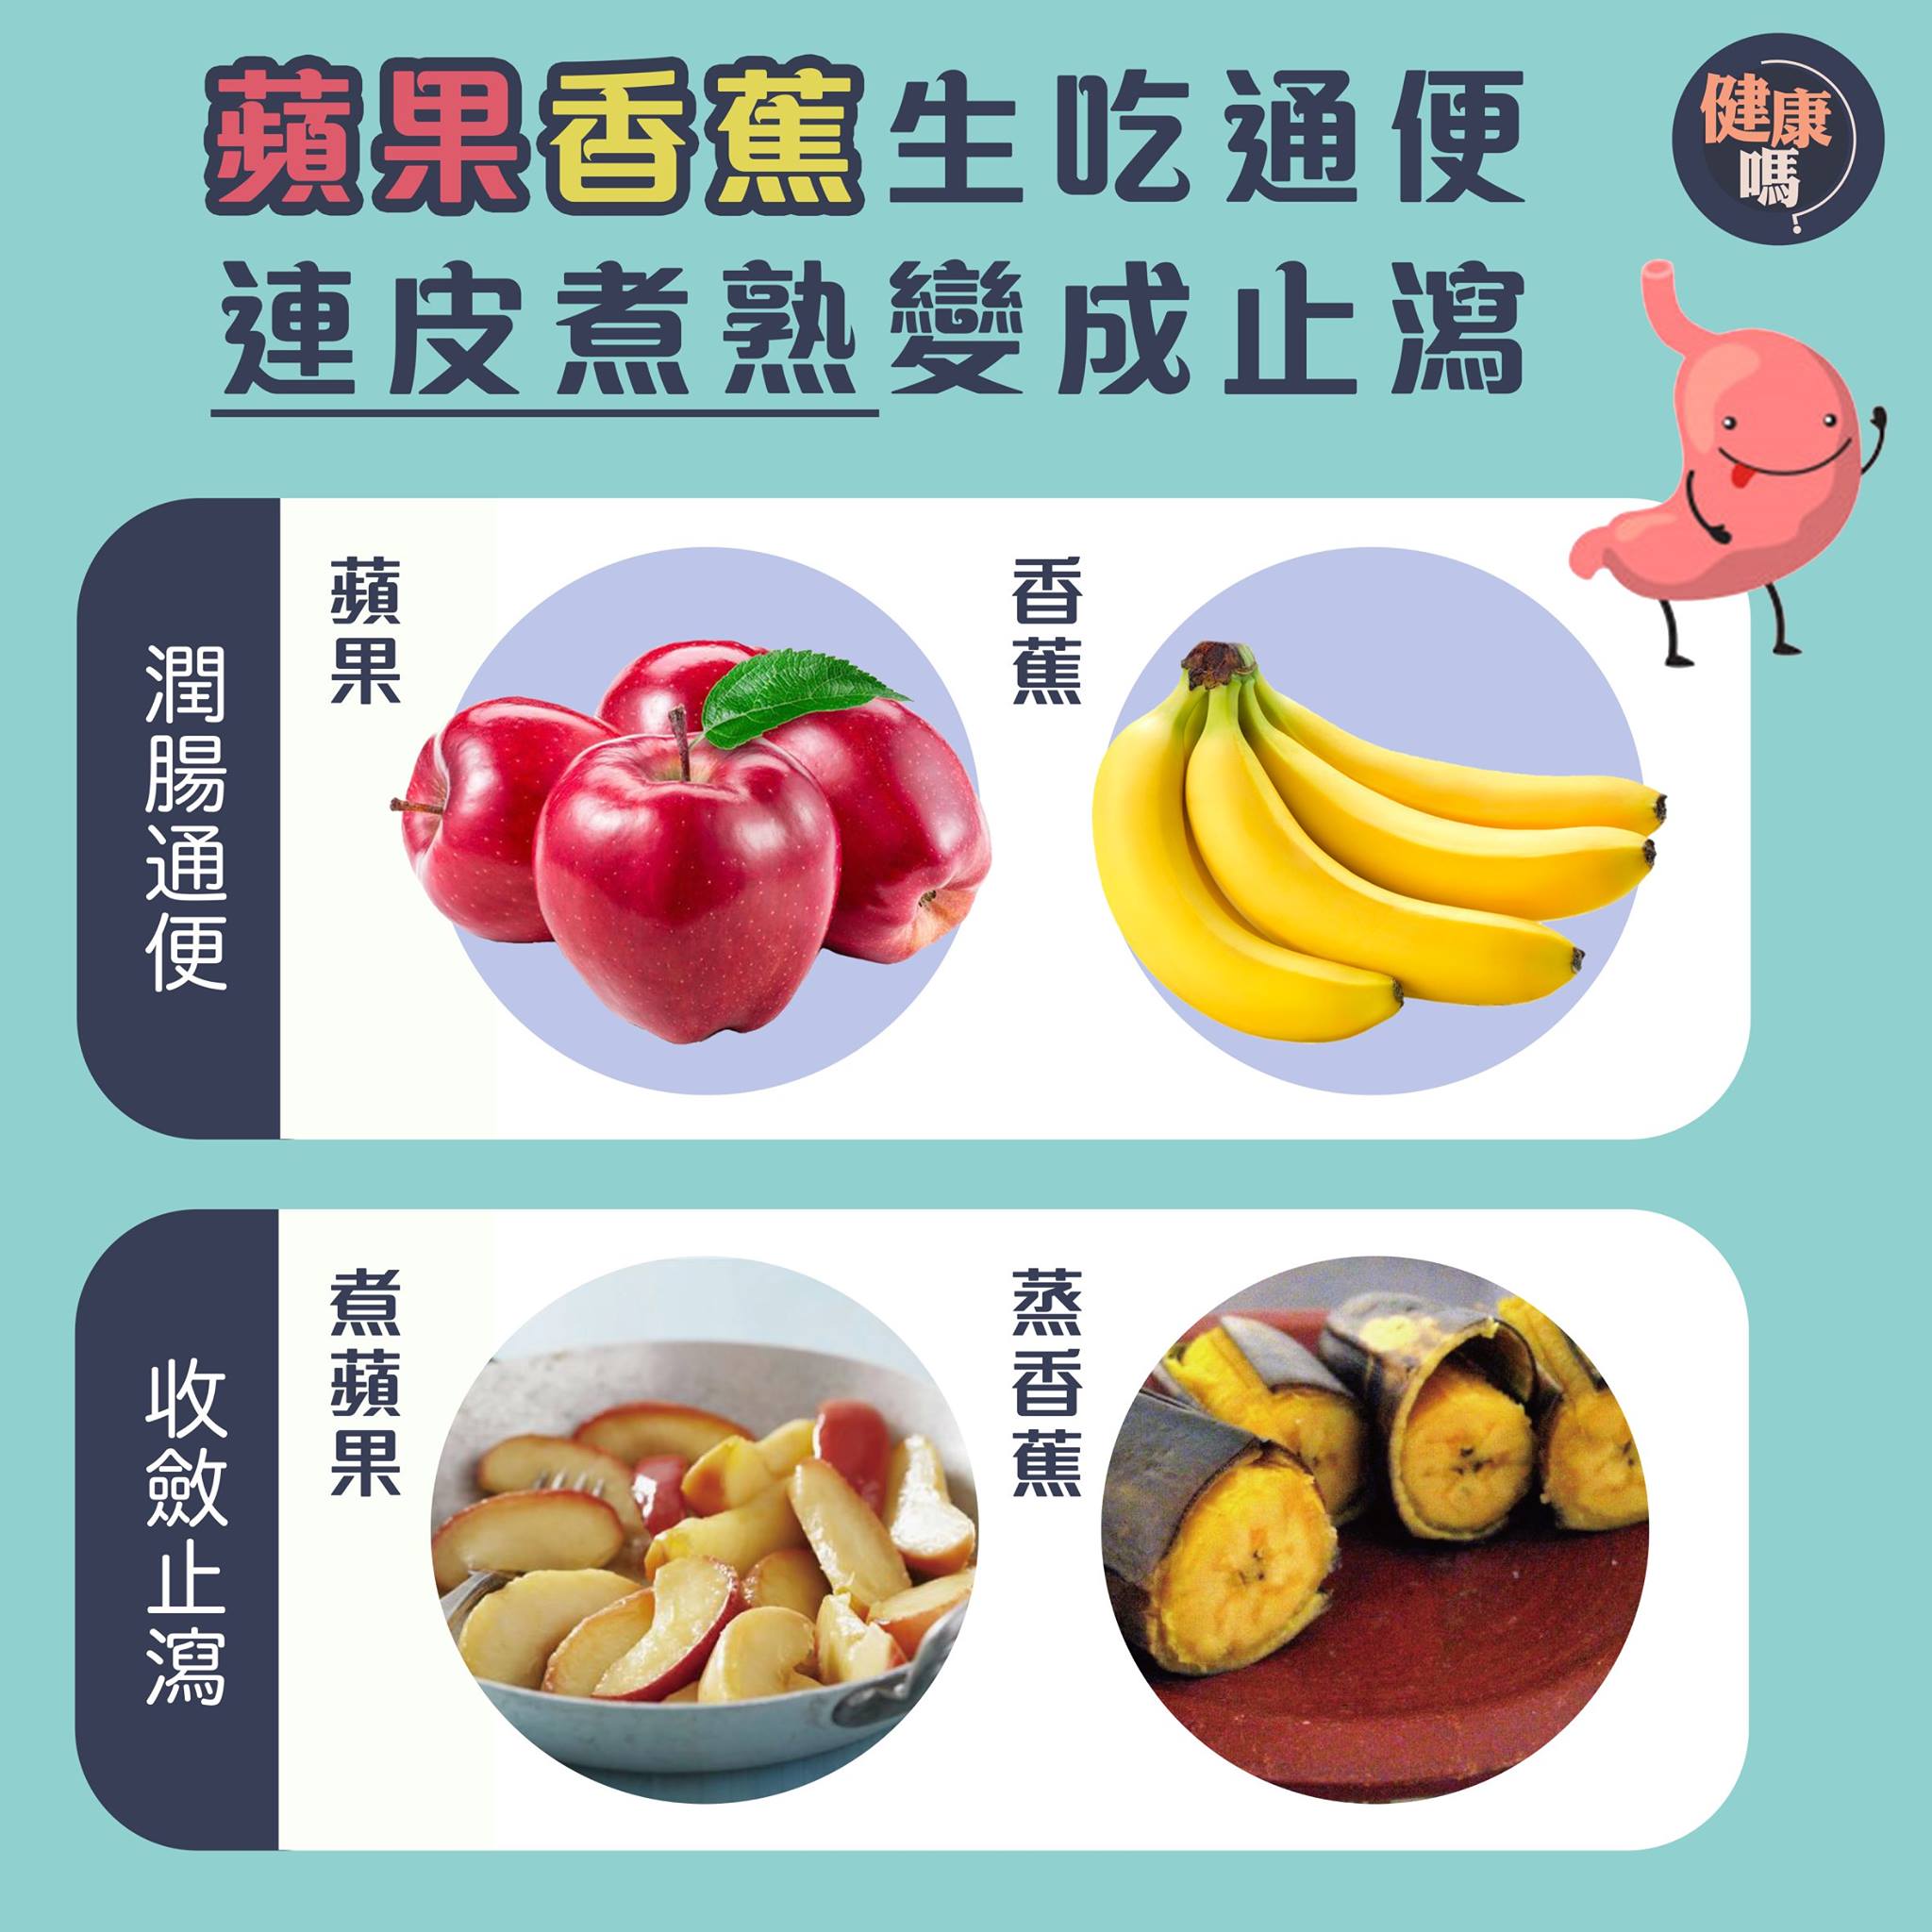 蘋果香蕉生吃通便
連皮煮熟變成止瀉
健康
嗎?
潤腸通便
蘋果
香蕉
收斂止瀉
煮蘋果
蒸香蕉